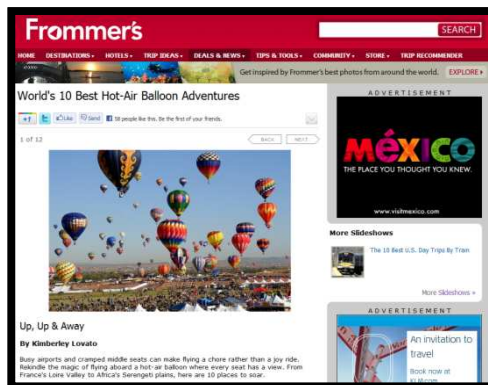 Frommer's
SEARCH
HOME DESTINATIONS HOTELS TRIP IDEAS DEALS & NEWS TIPS & TOOLS COMMUNITY STORE TRIP RECOMMENDER
Get inspired by Frommer's best photos from around the world. EXPLORE
World's 10 Best Hot-Air Balloon Adventures
+1 Like Send 58 people like this. Be the first of your friends.
1 of 12 BACK NEXT
Up, Up & Away
By Kimberley Lovato
Busy airports and cramped middle seats can make flying a chore rather than a joy ride.
Rekindle the magic of flying aboard a hot-air balloon where every seat has a view. From
France's Loire Valley to Africa's Serengeti plains, here are 10 places to soar.
ADVERTISEMENT
MéXICO
THE PLACE YOU THOUGHT YOU KNEW.
www.visitmexico.com
More Slideshows
The 10 Best U.S. Day Trips By Train
More Slideshows »
ADVERTISEMENT
An invitation to
travel
Book now at